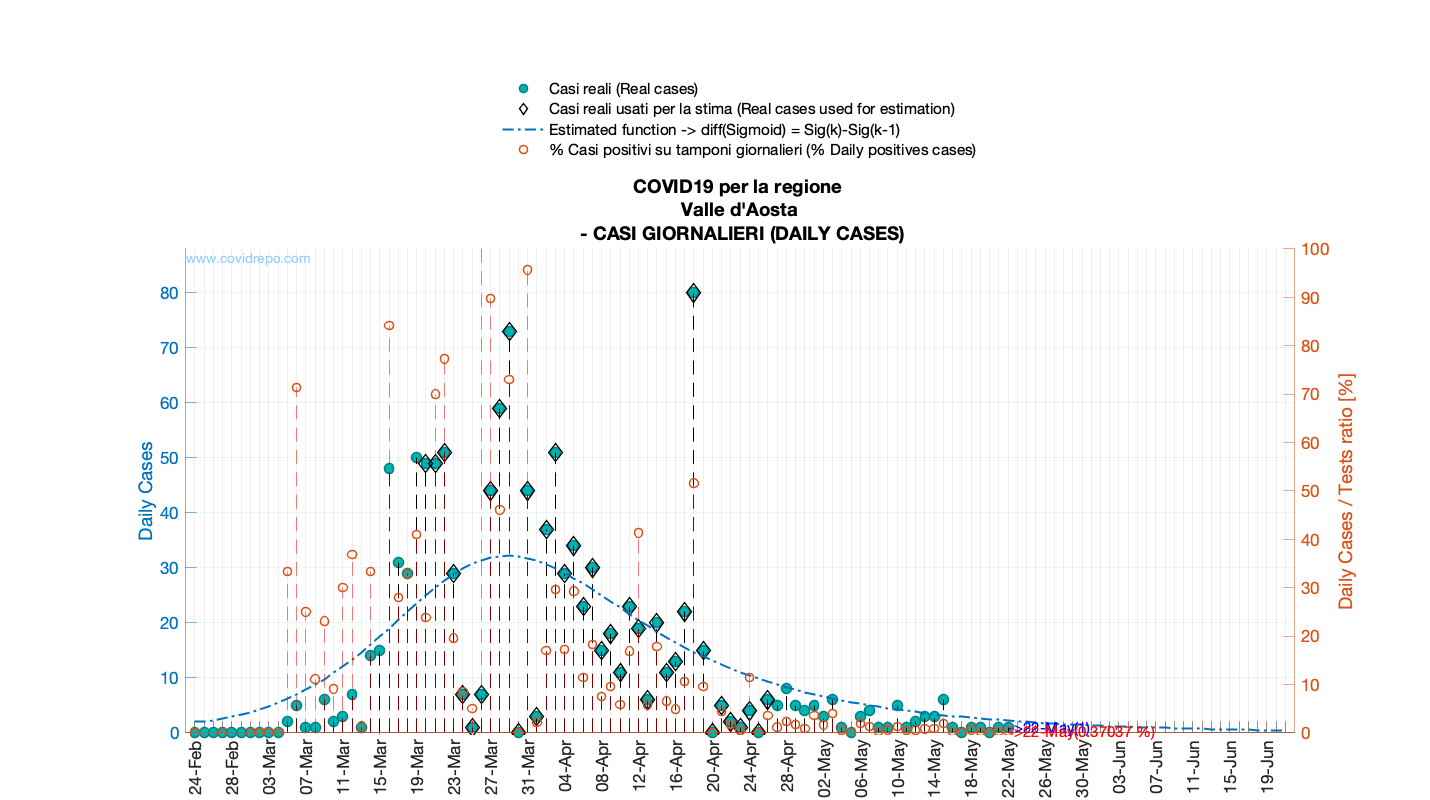 Casi reali (Real cases)
Casi reali usati per la stima (Real cases used for estimation)
Estimated function -> diff(Sigmoid) = Sig(k)-Sig(k-1)
% Casi positivi su tamponi giornalieri (% Daily positives cases)
COVID19 per la regione
Valle d'Aosta
- CASI GIORNALIERI (DAILY CASES)
www.covidrepo.com
Daily Cases
80
70
60
50
40
30
20
10
0
100
90
80
70
60
50
40
30
20
10
0
Daily Cases / Tests ratio [%]
>22-May(0.37037 %)
24-Feb
28-Feb
03-Mar
07-Mar
11-Mar
15-Mar
19-Mar
23-Mar
27-Mar
31-Mar
04-Apr
08-Apr
12-Apr
16-Apr
20-Apr
24-Apr
28-Apr
02-May
06-May
10-May
14-May
18-May
22-May
26-May
30-May
03-Jun
07-Jun
11-Jun
15-Jun
19-Jun